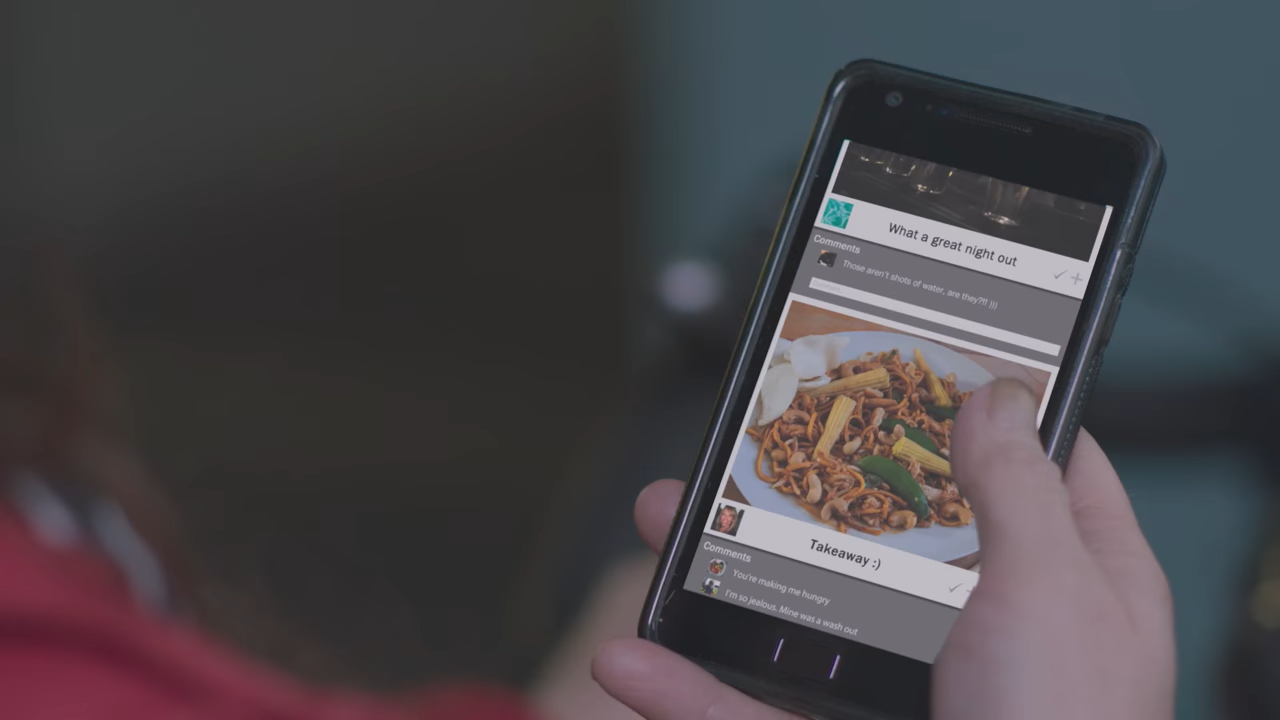 What a great night out
Comments
Those aren't shots of water, are they?!! )))
Takeaway :)
Comments
You're making me hungry
I'm so jealous. Mine was a wash out